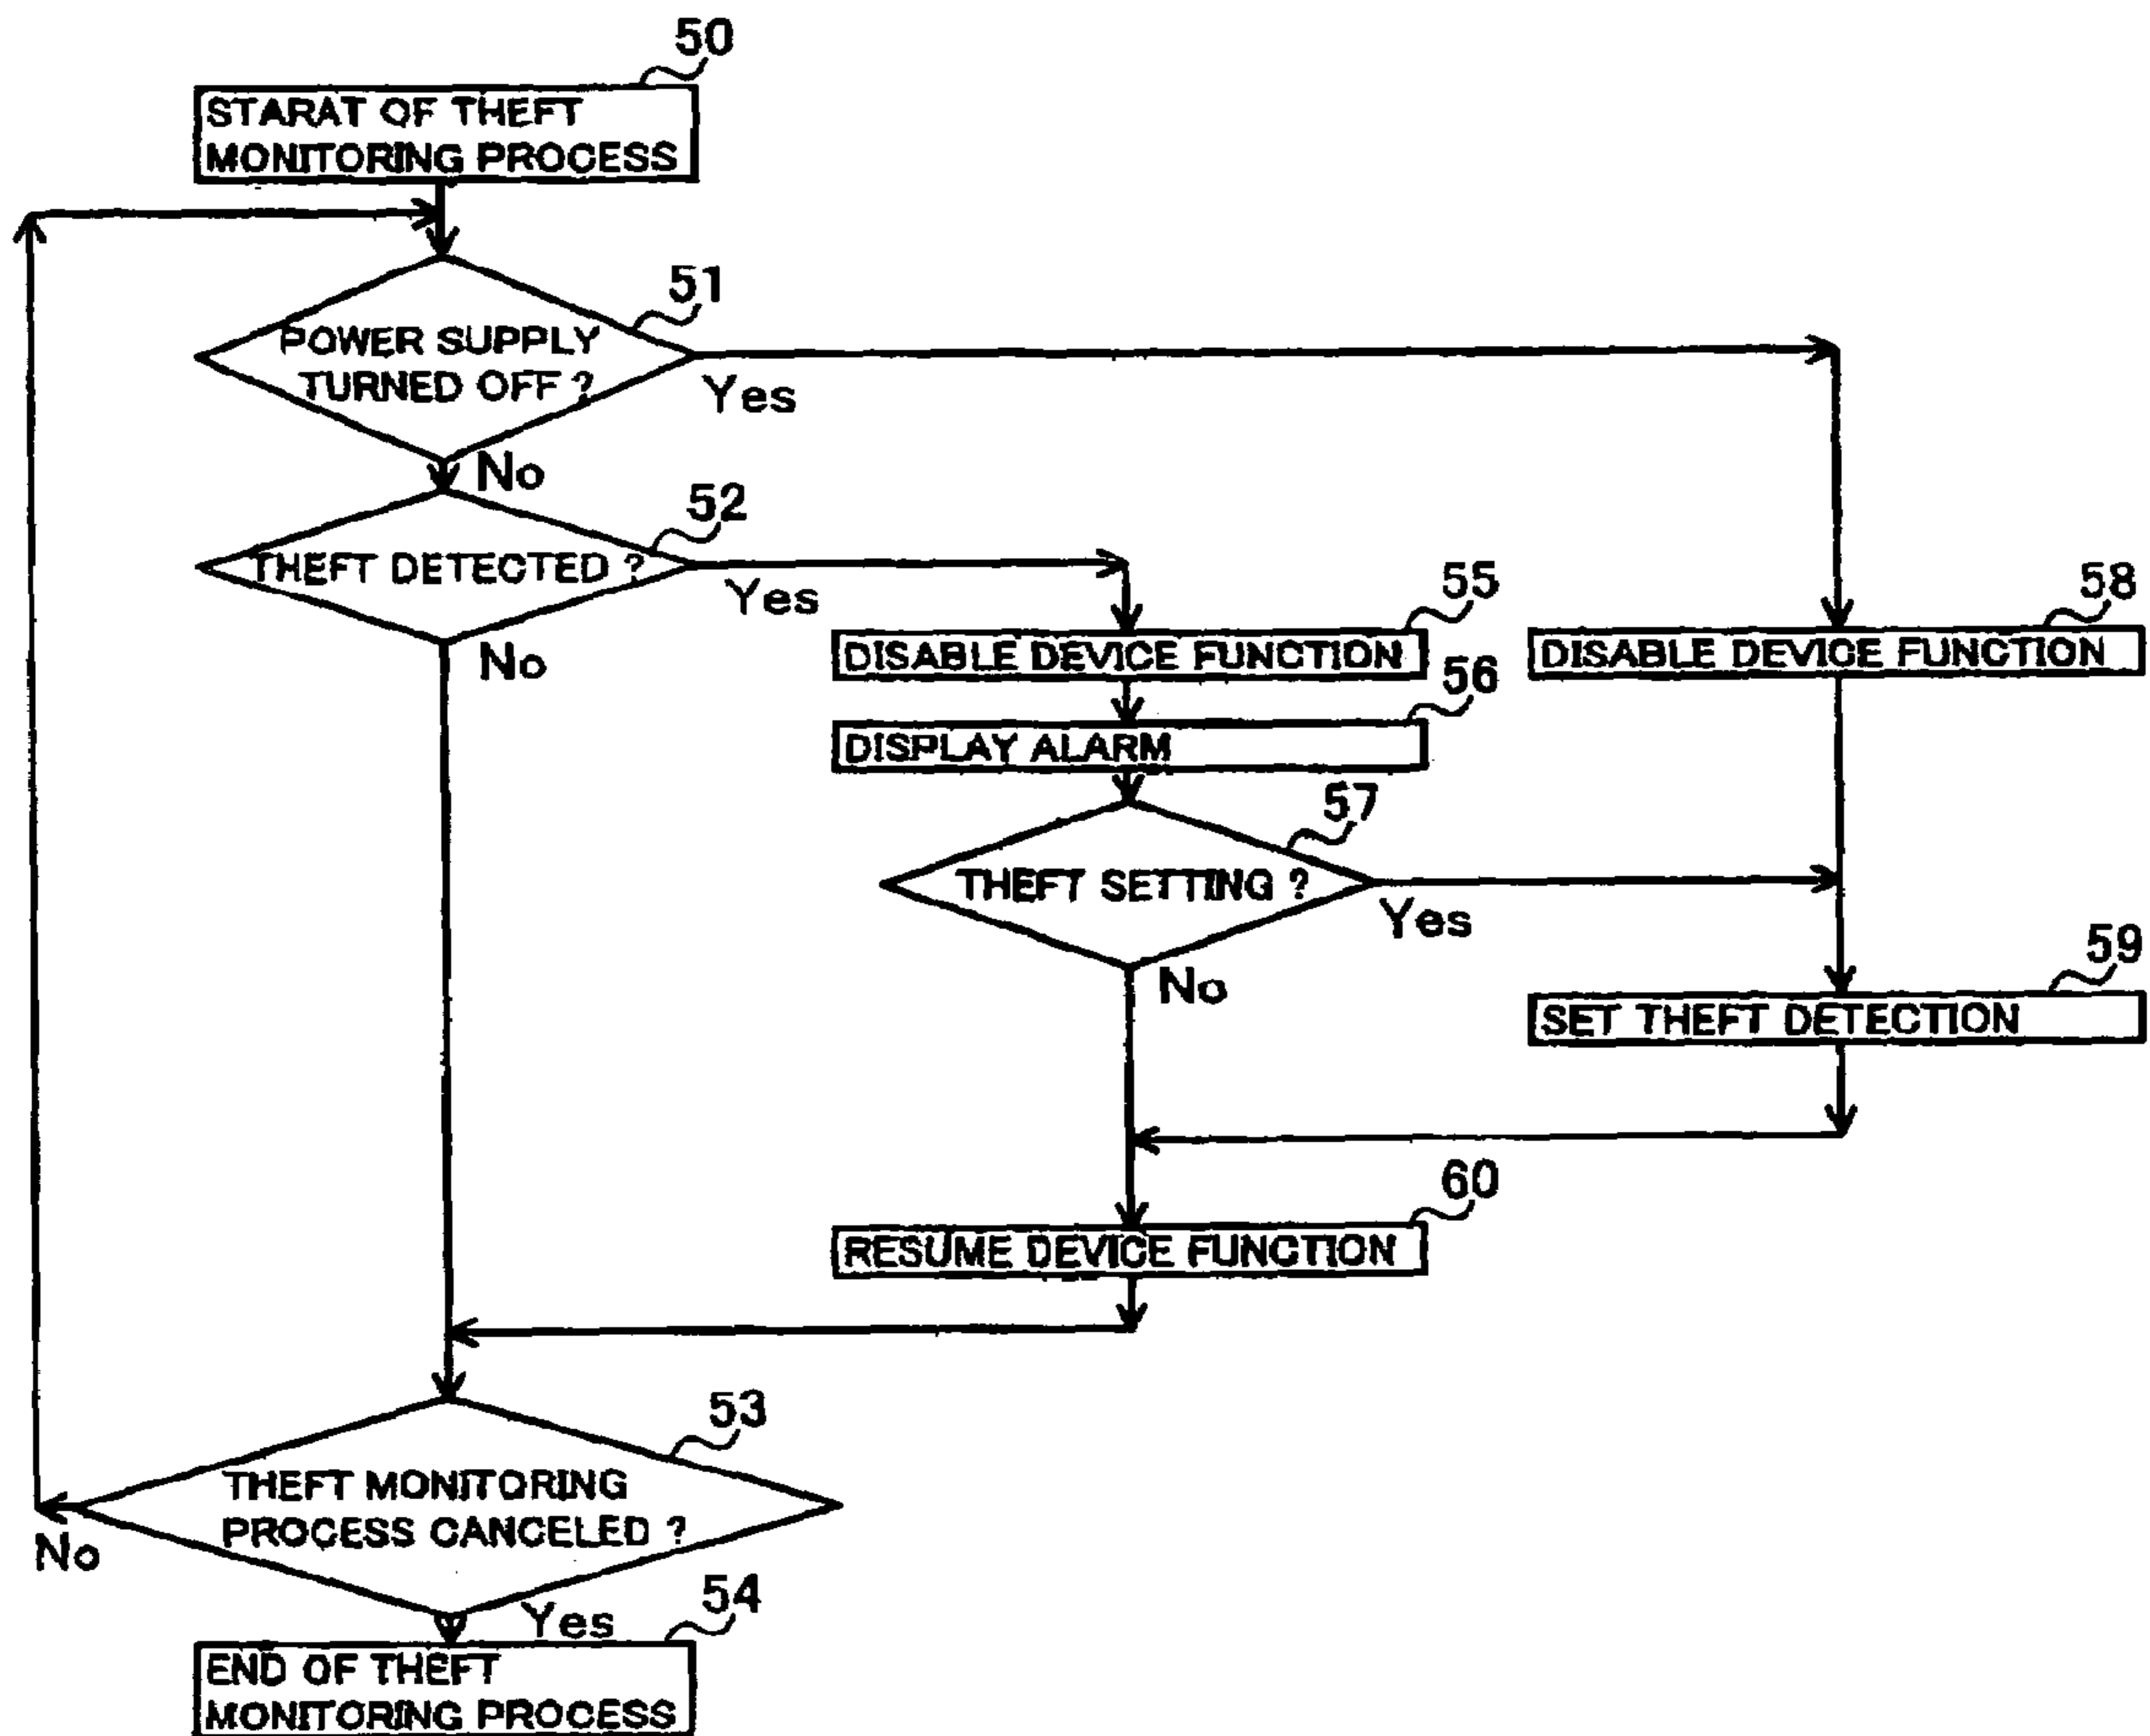 50
STARAT OF THEFT
MONITORING PROCESS
51
POWER SUPPLY
TURNED OFF ?
Yes
No
52
THEFT DETECTED ?
Yes
No
55
DISABLE DEVICE FUNCTION
58
DISABLE DEVICE FUNCTION
56
DISPLAY ALARM
57
THEFT SETTING ?
Yes
No
59
SET THEFT DETECTION
60
RESUME DEVICE FUNCTION
53
THEFT MONITORING
PROCESS CANCELED ?
No
Yes
54
END OF THEFT
MONITORING PROCESS